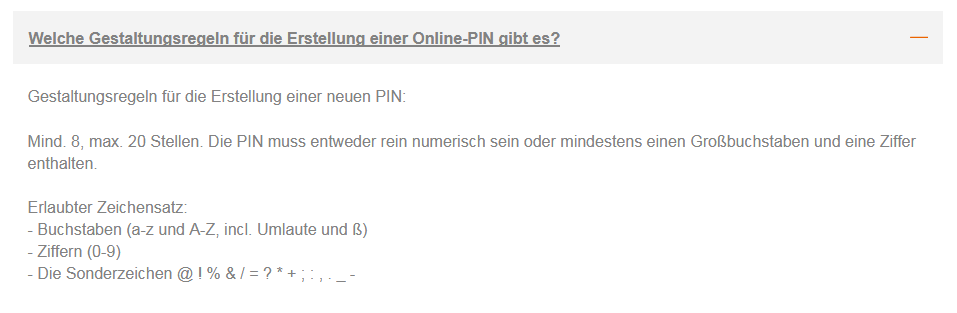 Welche Gestaltungsregeln für die Erstellung einer Online-PIN gibt es?
Gestaltungsregeln für die Erstellung einer neuen PIN:
Mind. 8, max. 20 Stellen. Die PIN muss entweder rein numerisch sein oder mindestens einen Großbuchstaben und eine Ziffer
enthalten.
Erlaubter Zeichensatz:
- Buchstaben (a-z und A-Z, incl. Umlaute und ß)
- Ziffern (0-9)
- Die Sonderzeichen @ ! % & / = ? * + ; : , . _ -